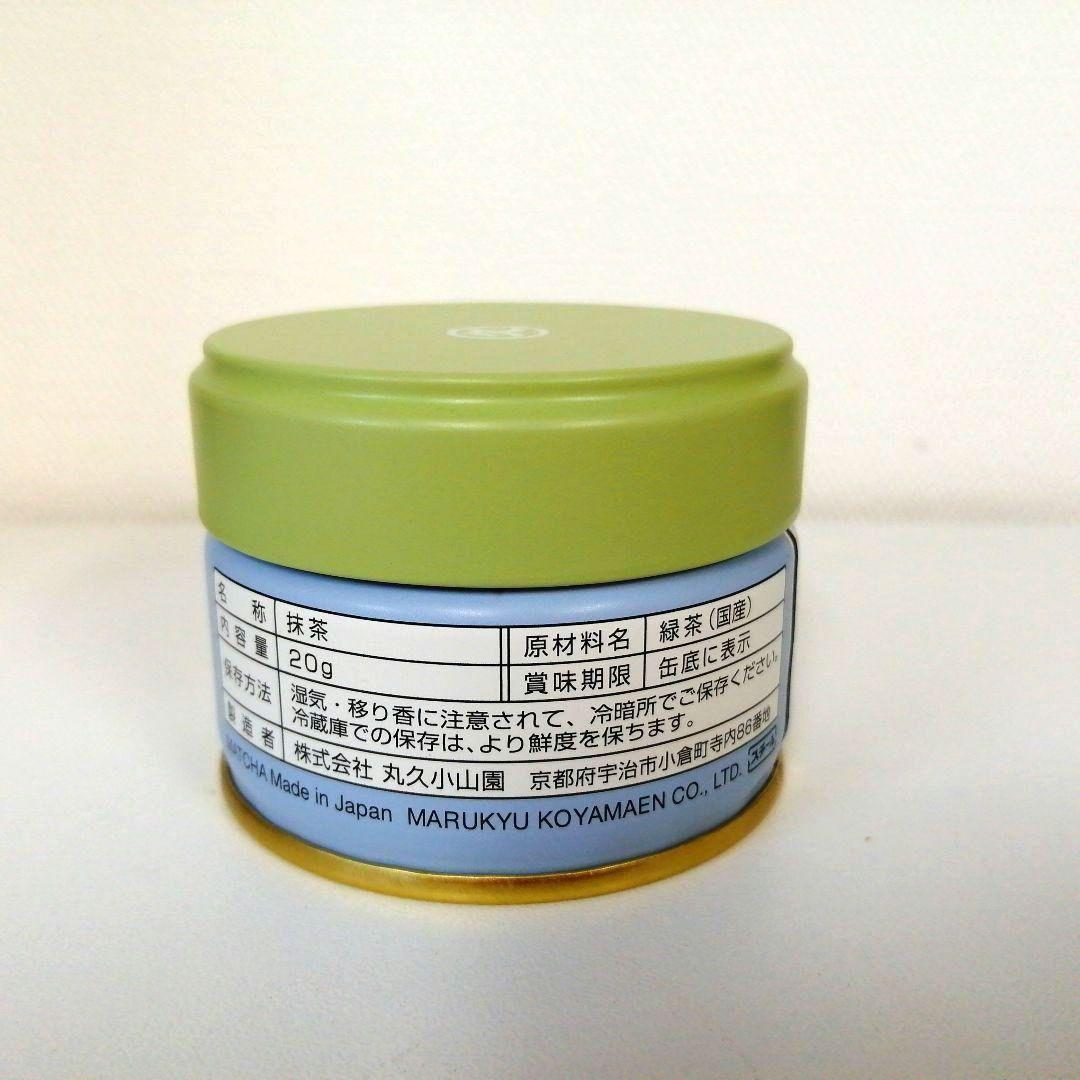 名称 抹茶 原材料名 緑茶(国産)
内容量 20g 賞味期限 缶底に表示
保存方法 湿気・移り香に注意されて、冷暗所でご保存ください。
冷蔵庫での保存は、より鮮度を保ちます。
製造者 株式会社 丸久小山園 京都府宇治市小倉町寺内86番地
MATCHA Made in Japan MARUKYU KOYAMAEN CO., LTD. スチール